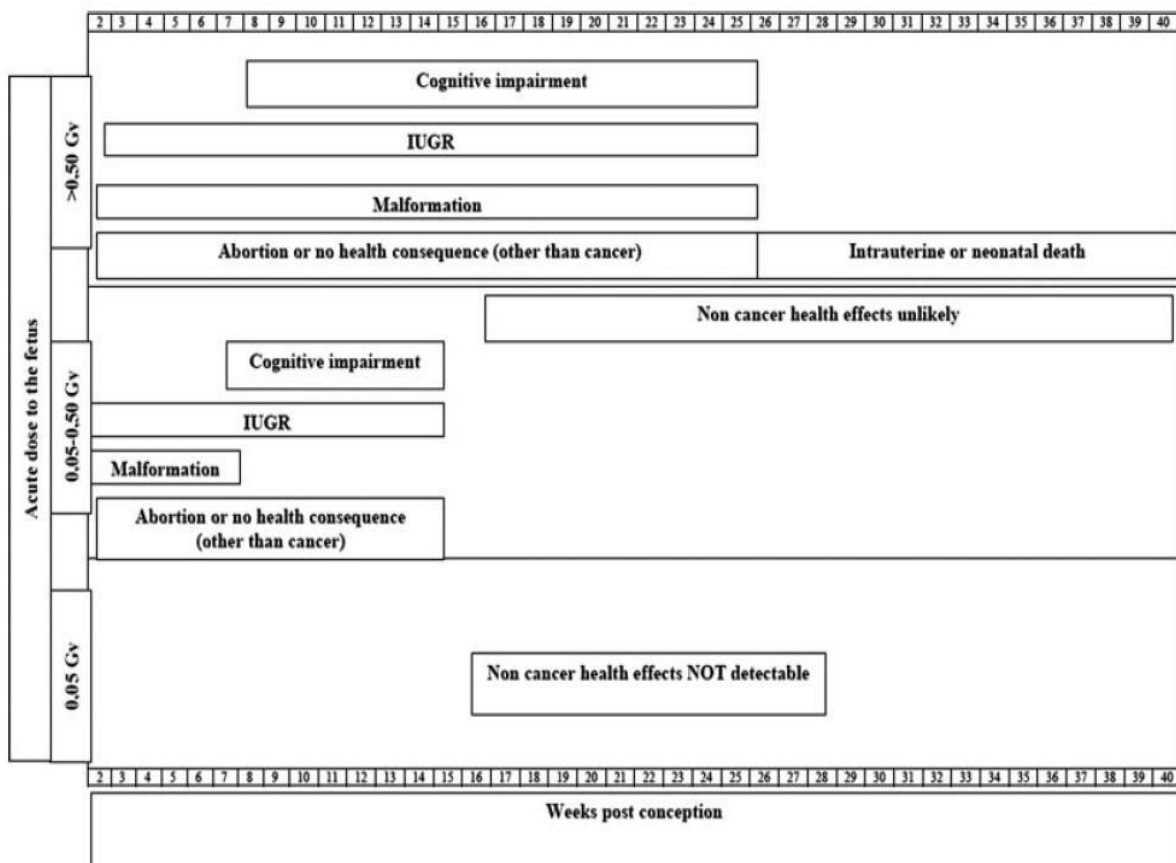 2 3 4 5 6 7 8 9 10 11 12 13 14 15 16 17 18 19 20 21 22 23 24 25 26 27 28 29 30 31 32 33 34 35 36 37 38 39 40
Acute dose to the fetus
>0.50 Gv
Cognitive impairment
IUGR
Malformation
Abortion or no health consequence (other than cancer)
Intrauterine or neonatal death
0.05-0.50 Gv
Non cancer health effects unlikely
Cognitive impairment
IUGR
Malformation
Abortion or no health consequence
(other than cancer)
0.05 Gv
Non cancer health effects NOT detectable
2 3 4 5 6 7 8 9 10 11 12 13 14 15 16 17 18 19 20 21 22 23 24 25 26 27 28 29 30 31 32 33 34 35 36 37 38 39 40
Weeks post conception